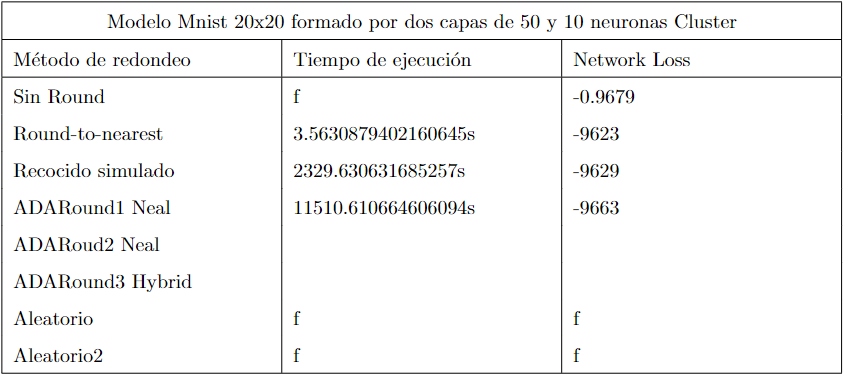 Modelo Mnist 20x20 formado por dos capas de 50 y 10 neuronas Cluster
Método de redondeo Tiempo de ejecución Network Loss
Sin Round f -0.9679
Round-to-nearest 3.5630879402160645s -9623
Recocido simulado 2329.630631685257s -9629
ADARound1 Neal 11510.610664606094s -9663
ADARoud2 Neal
ADARound3 Hybrid
Aleatorio f f
Aleatorio2 f f